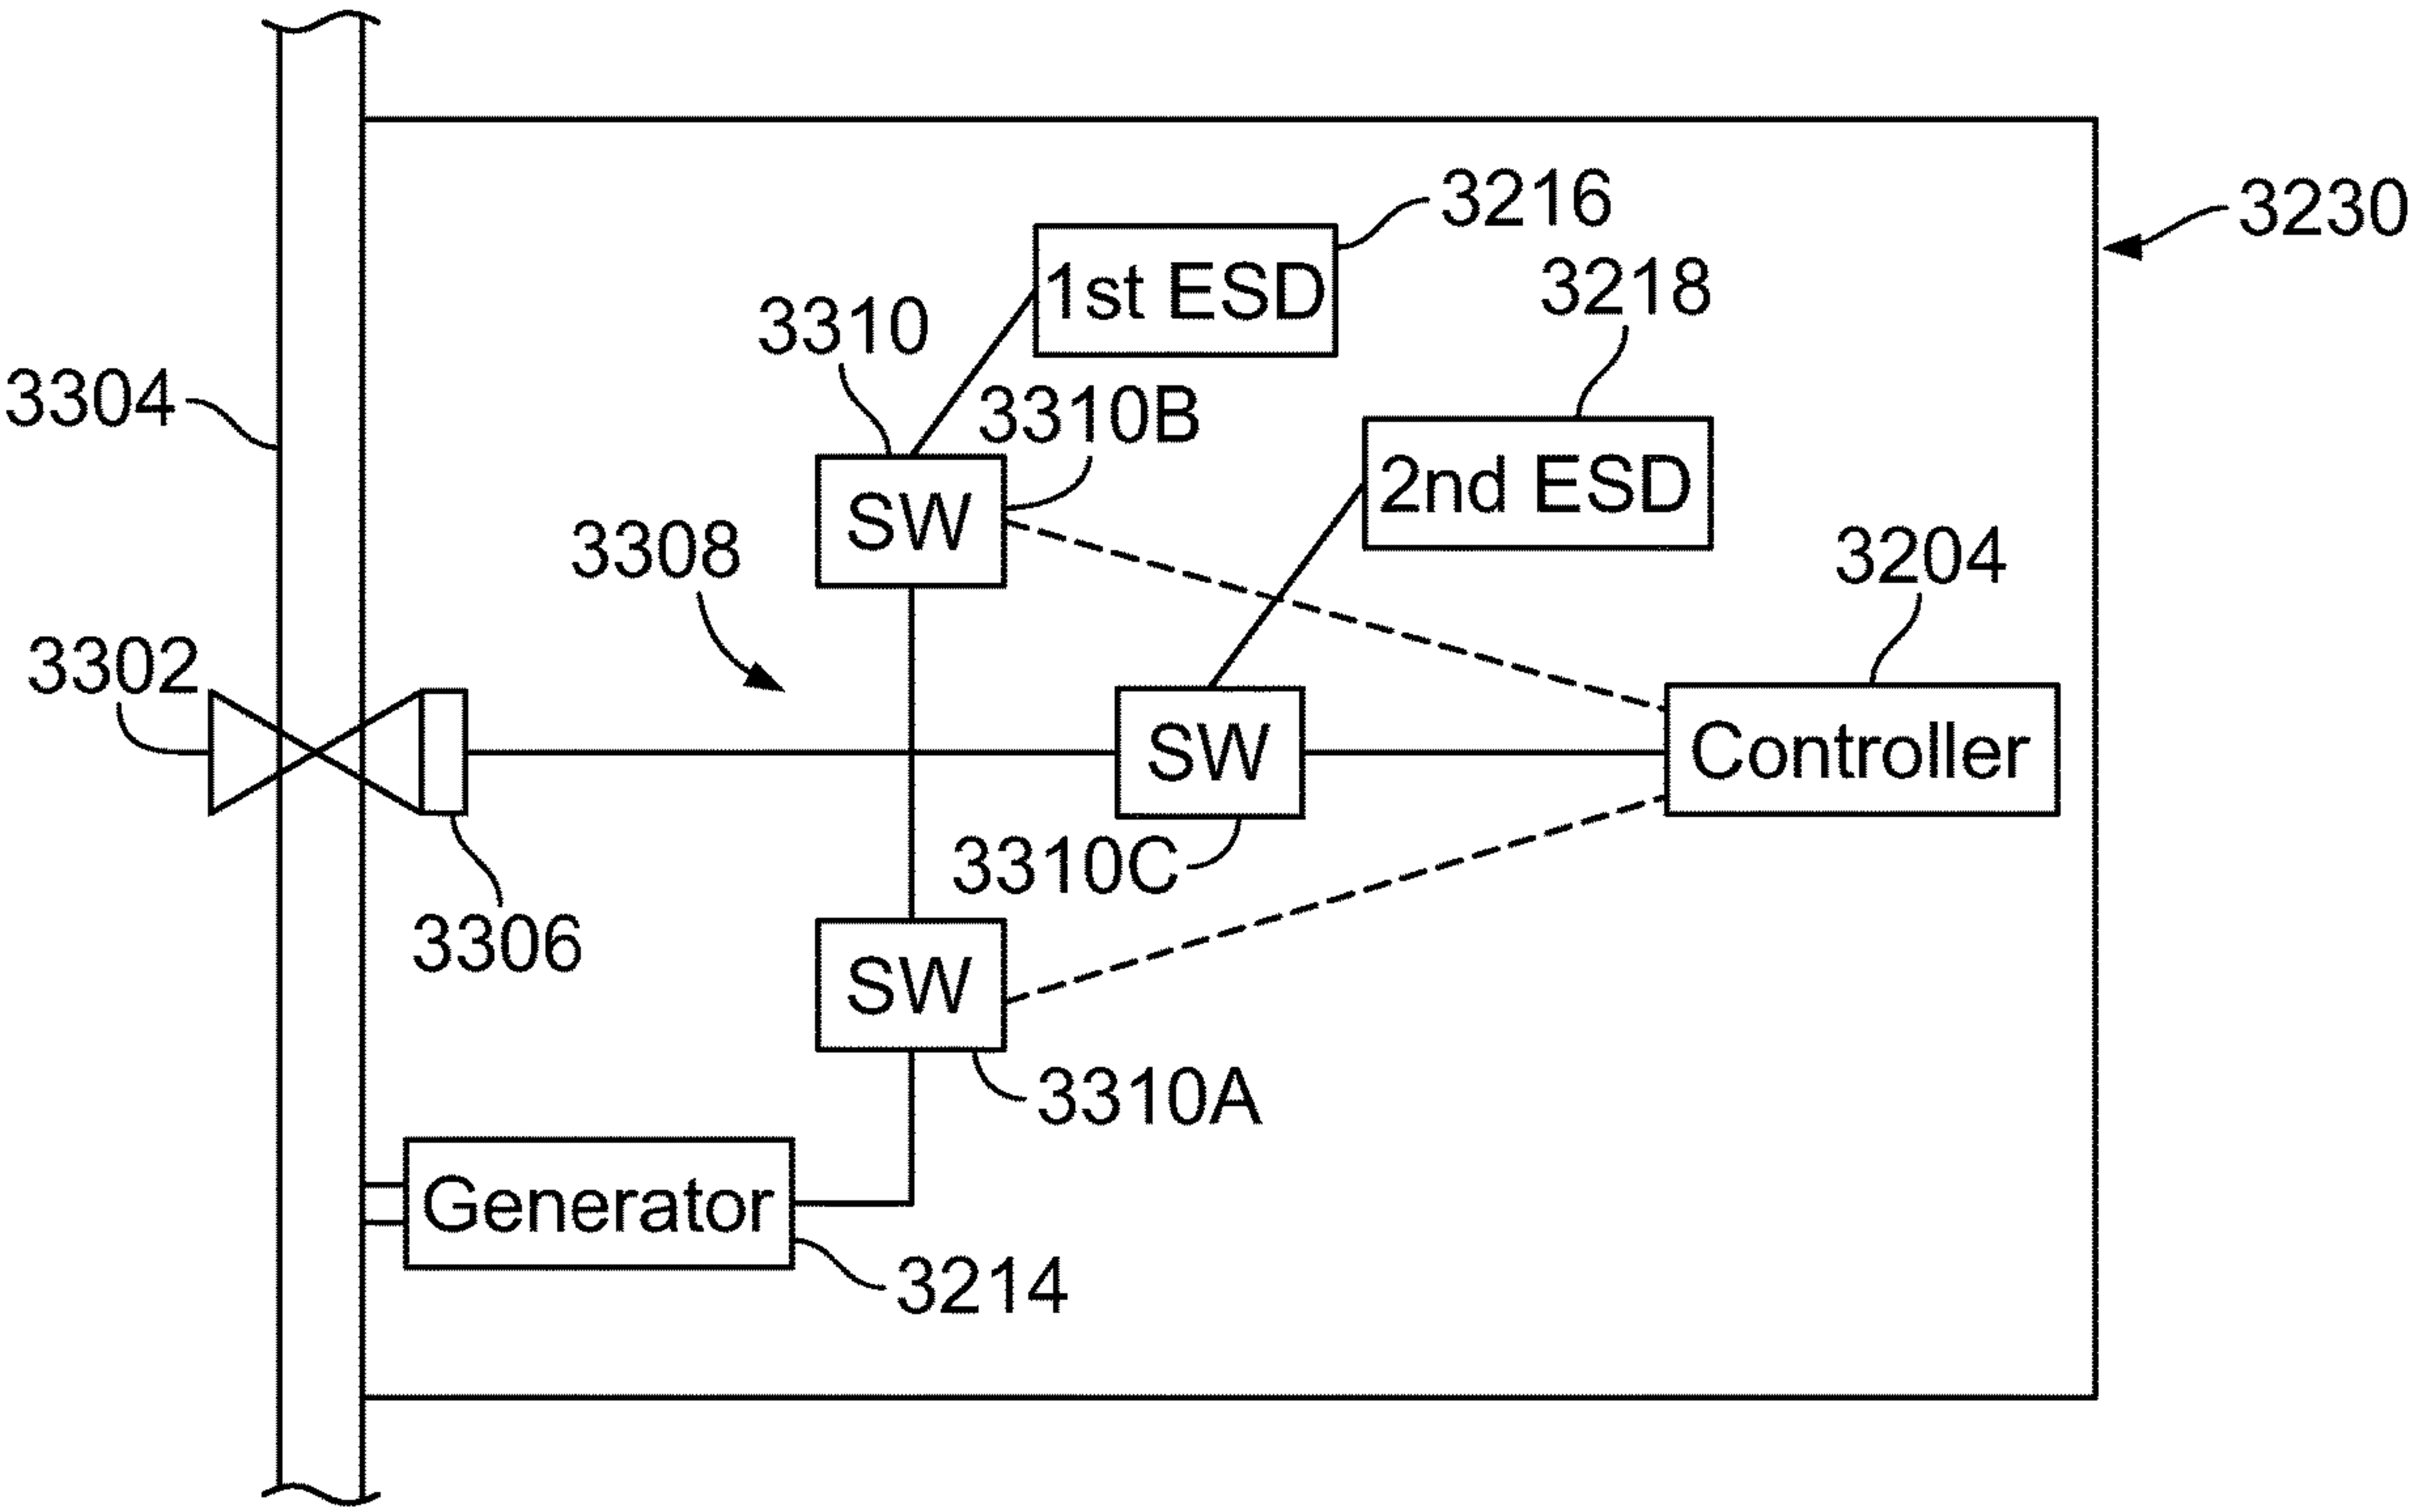 3216
3230
1st ESD
3218
3310
3304
3310B
2nd ESD
SW
3308
3204
3302
SW
Controller
3310C
3306
SW
3310A
Generator
3214